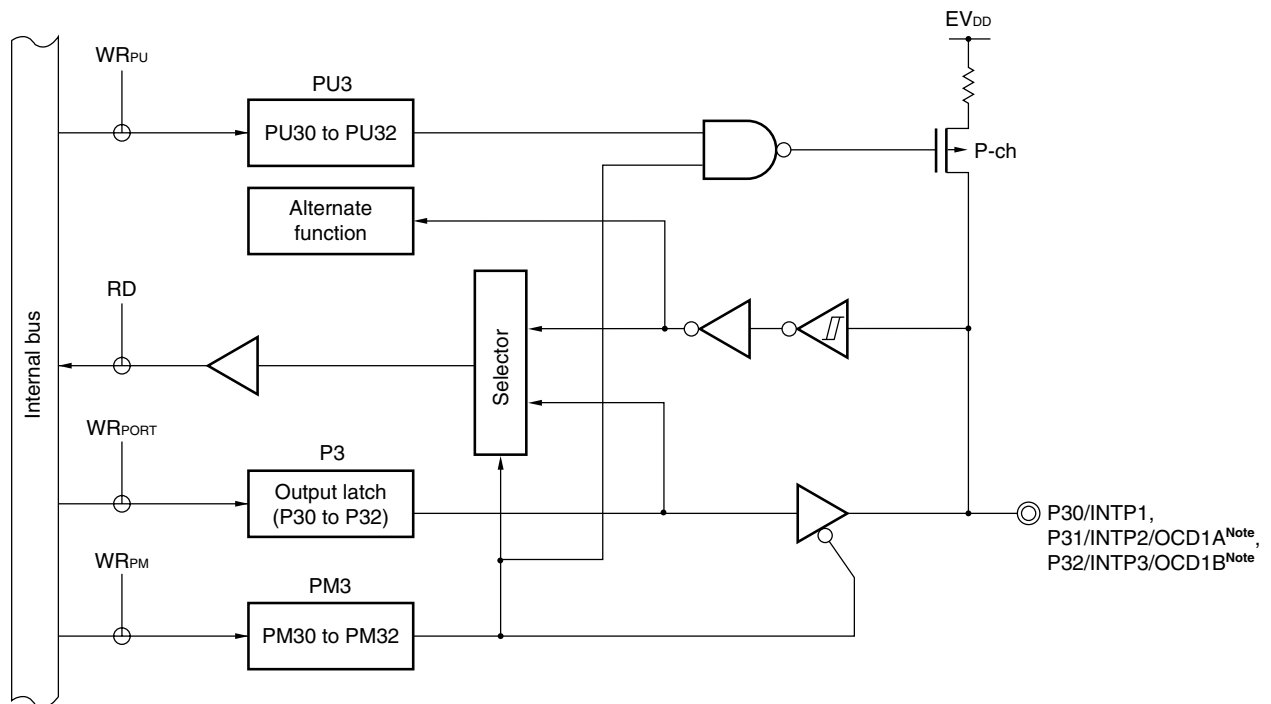 EVDD
WRPU
PU3
PU30 to PU32
P-ch
Alternate
function
RD
Internal bus
Selector
WRPORT
P3
Output latch
(P30 to P32)
P30/INTP1,
P31/INTP2/OCD1ANote,
P32/INTP3/OCD1BNote
WRPM
PM3
PM30 to PM32